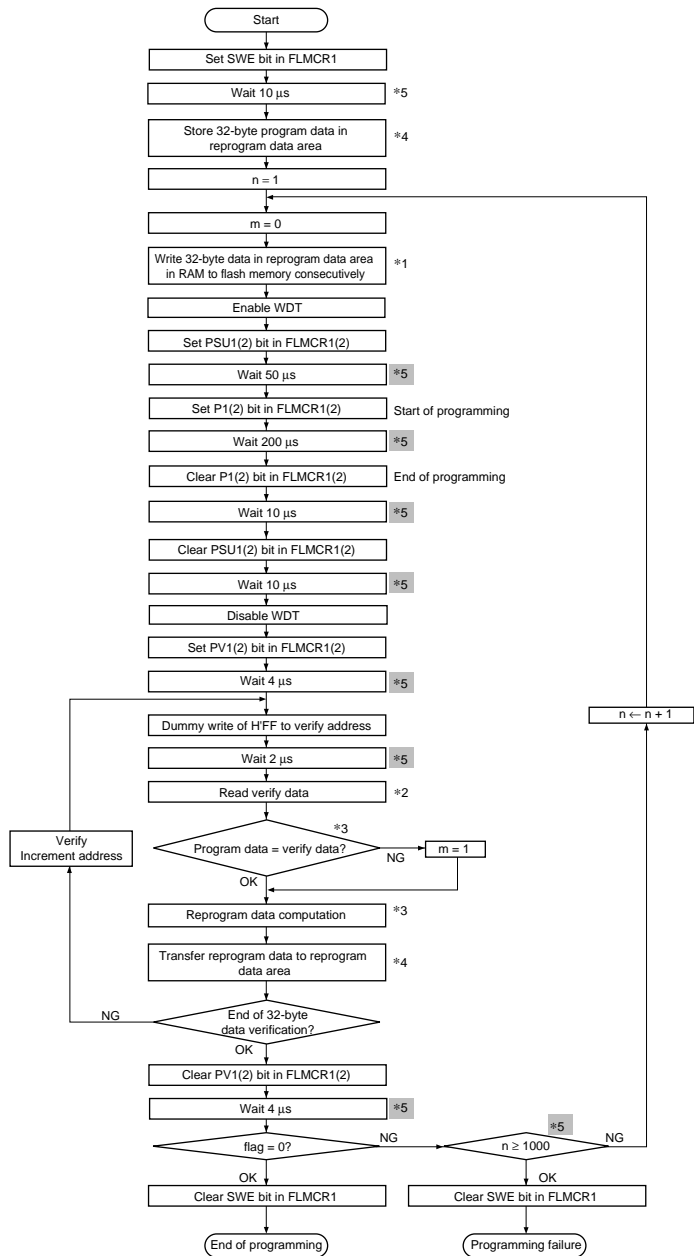 Start
Set SWE bit in FLMCR1
Wait 10 μs
*5
Store 32-byte program data in
reprogram data area
*4
n = 1
m = 0
Write 32-byte data in reprogram data area
in RAM to flash memory consecutively
*1
Enable WDT
Set PSU1(2) bit in FLMCR1(2)
Wait 50 μs
*5
Set P1(2) bit in FLMCR1(2)
Start of programming
Wait 200 μs
*5
Clear P1(2) bit in FLMCR1(2)
End of programming
Wait 10 μs
*5
Clear PSU1(2) bit in FLMCR1(2)
Wait 10 μs
*5
Disable WDT
Set PV1(2) bit in FLMCR1(2)
Wait 4 μs
*5
n ← n + 1
Dummy write of H'FF to verify address
Wait 2 μs
*5
Read verify data
*2
*3
Program data = verify data?
NG
m = 1
OK
Verify
Increment address
Reprogram data computation
*3
Transfer reprogram data to reprogram
data area
*4
End of 32-byte
data verification?
NG
OK
Clear PV1(2) bit in FLMCR1(2)
Wait 4 μs
*5
flag = 0?
NG
*5
n ≥ 1000
NG
OK
OK
Clear SWE bit in FLMCR1
Clear SWE bit in FLMCR1
End of programming
Programming failure